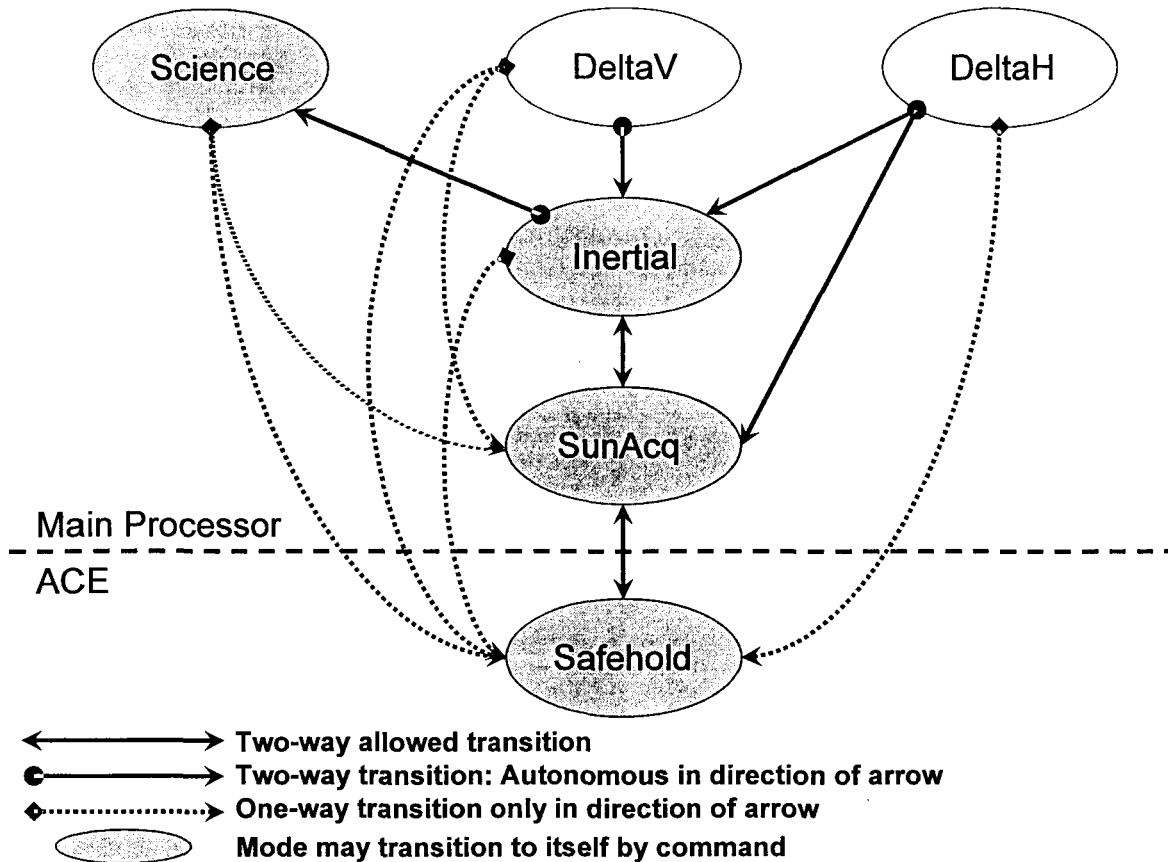 Science
DeltaV
DeltaH
Inertial
SunAcq
Main Processor
ACE
Safehold
Two-way allowed transition
Two-way transition: Autonomous in direction of arrow
One-way transition only in direction of arrow
Mode may transition to itself by command